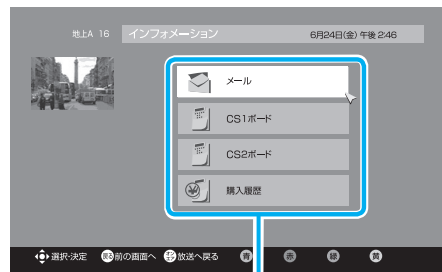 地上A 16 インフォメーション 6月24日(金) 午後 2:46
メール
CS1ボード
CS2ボード
購入履歴
選択・決定 戻る 前の画面へ 放送へ戻る 青 赤 緑 黄